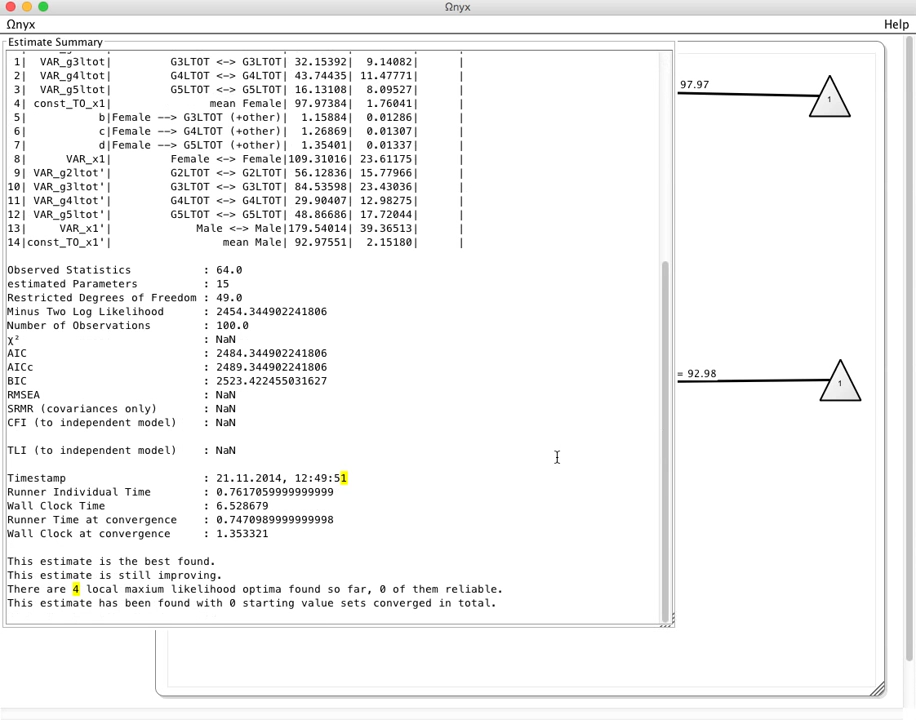 Ωnyx
Ωnyx Help
Estimate Summary
1| VAR_g3ltot| G3LTOT <-> G3LTOT| 32.15392| 9.14082 |
2| VAR_g4ltot| G4LTOT <-> G4LTOT| 43.74435| 11.47771 |
3| VAR_g5ltot| G5LTOT <-> G5LTOT| 16.13108| 8.09527 |
4| const_TO_x1| mean Female| 97.97384| 1.76041 |
5| b|Female --> G3LTOT (+other)| 1.15884| 0.01286 |
6| c|Female --> G4LTOT (+other)| 1.26869| 0.01307 |
7| d|Female --> G5LTOT (+other)| 1.35401| 0.01337 |
8| VAR_x1| Female <-> Female|109.31016| 23.61175 |
9| VAR_g2ltot'| G2LTOT <-> G2LTOT| 56.12836| 15.77966 |
10| VAR_g3ltot'| G3LTOT <-> G3LTOT| 84.53598| 23.43036 |
11| VAR_g4ltot'| G4LTOT <-> G4LTOT| 29.90407| 12.98275 |
12| VAR_g5ltot'| G5LTOT <-> G5LTOT| 48.86686| 17.72044 |
13| VAR_x1'| Male <-> Male|179.54014| 39.36513 |
14|const_TO_x1'| mean Male| 92.97551| 2.15180 |
Observed Statistics : 64.0
estimated Parameters : 15
Restricted Degrees of Freedom : 49.0
Minus Two Log Likelihood : 2454.344902241806
Number of Observations : 100.0
χ² : NaN
AIC : 2484.344902241806
AICc : 2489.344902241806
BIC : 2523.422455031627
RMSEA : NaN
SRMR (covariances only) : NaN
CFI (to independent model) : NaN
TLI (to independent model) : NaN
Timestamp : 21.11.2014, 12:49:51
Runner Individual Time : 0.7617059999999999
Wall Clock Time : 6.528679
Runner Time at convergence : 0.7470989999999998
Wall Clock at convergence : 1.353321
This estimate is the best found.
This estimate is still improving.
There are 4 local maxium likelihood optima found so far, 0 of them reliable.
This estimate has been found with 0 starting value sets converged in total.
97.97
1
= 92.98
1